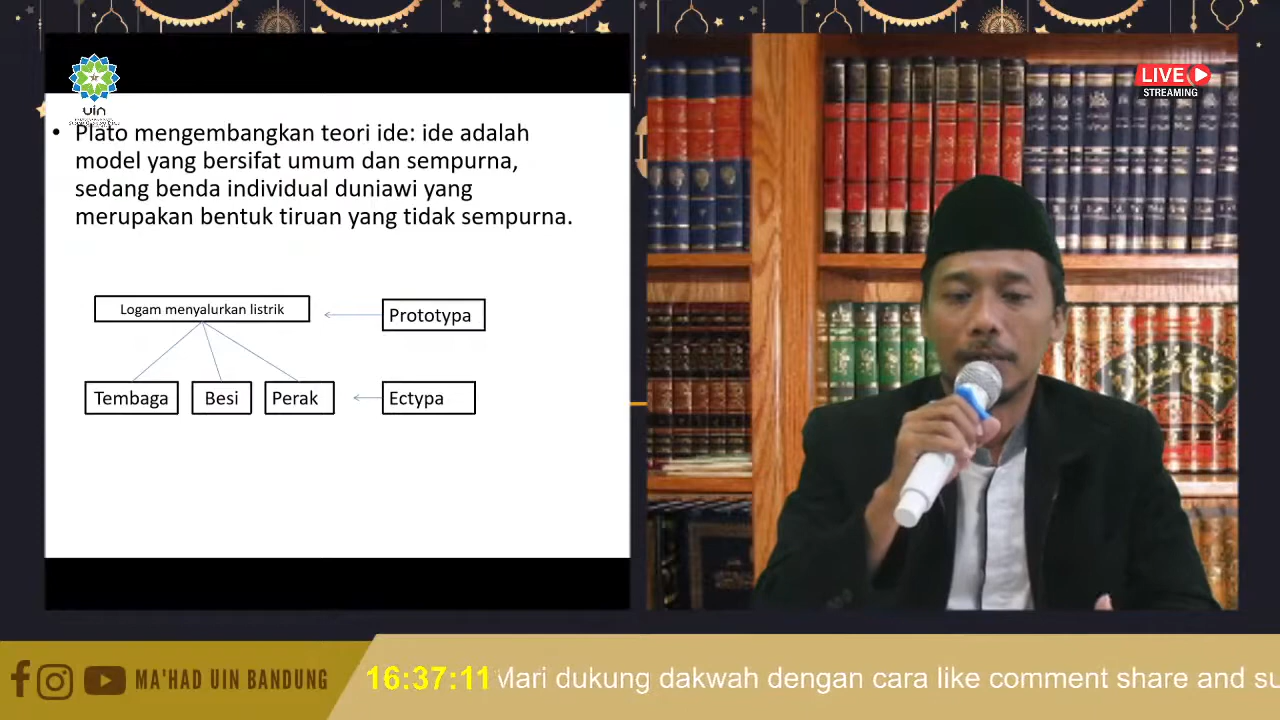 uin
• Plato mengembangkan teori ide: ide adalah
model yang bersifat umum dan sempurna,
sedang benda individual duniawi yang
merupakan bentuk tiruan yang tidak sempurna.
Logam menyalurkan listrik
Prototypa
Tembaga
Besi
Perak
Ectypa
LIVE
STREAMING
MA'HAD UIN BANDUNG
16:37:11
Mari dukung dakwah dengan cara like comment share and su